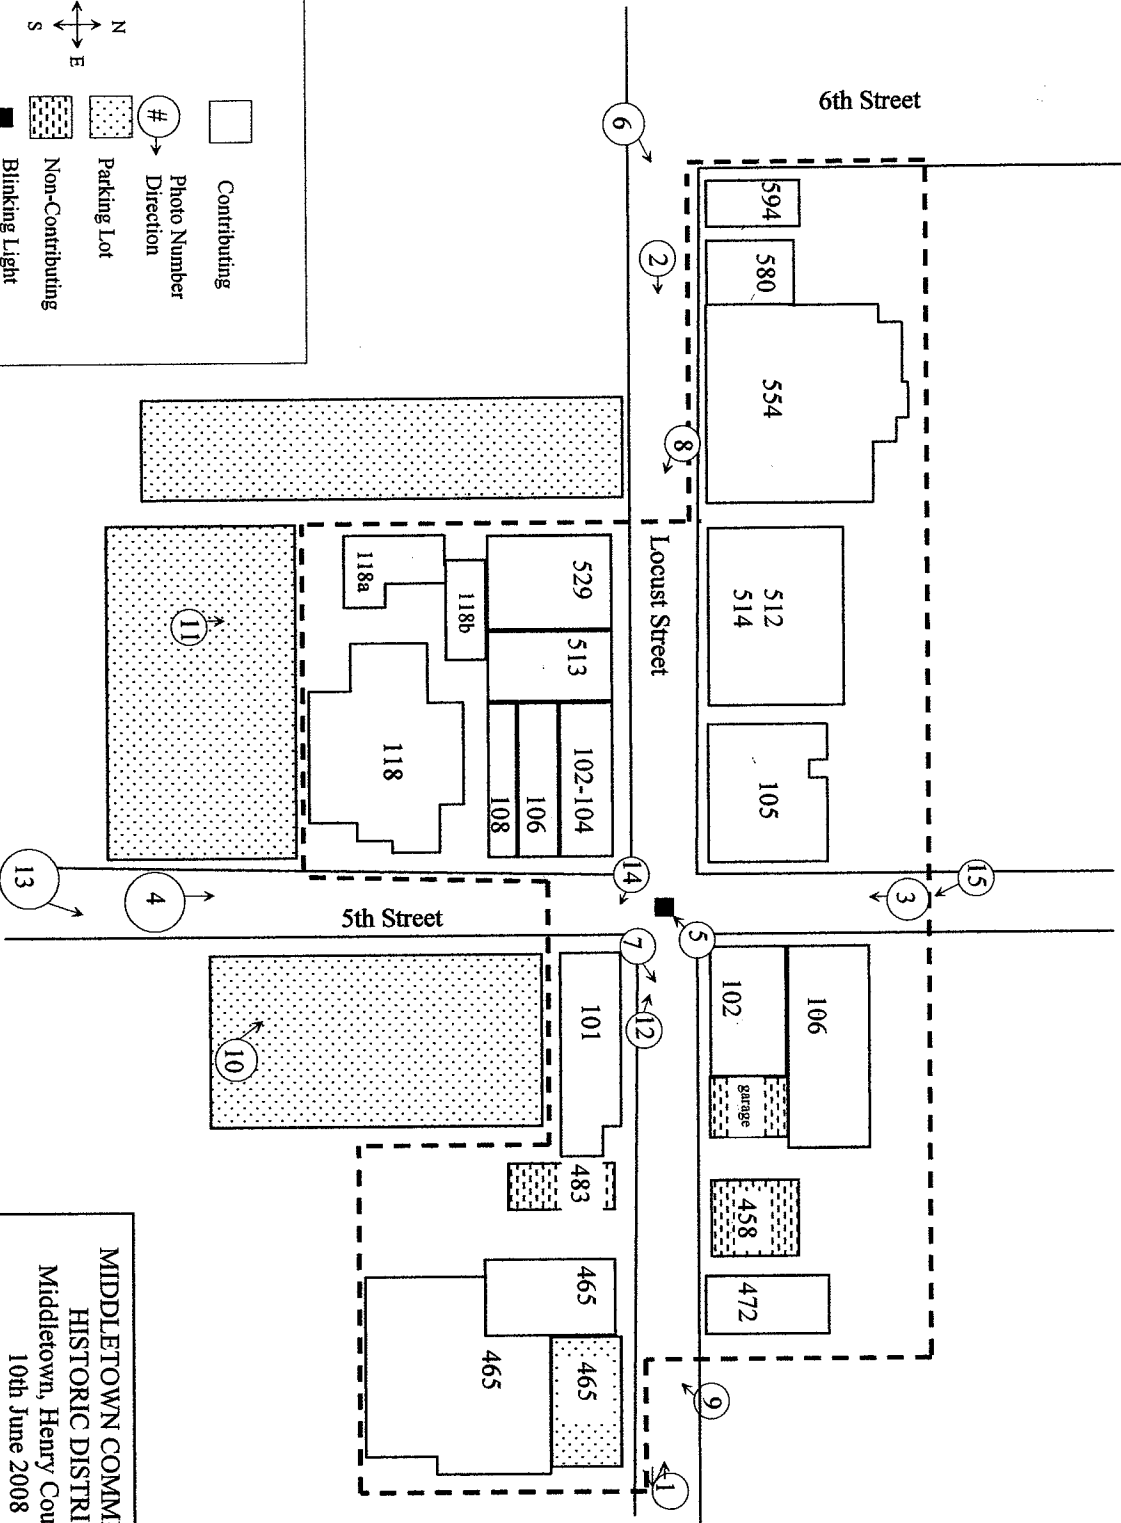 N
S
E
Contributing
#
Photo Number
Direction
Parking Lot
Non-Contributing
Blinking Light
6th Street
6
2
8
594
580
554
512
514
105
Locust Street
529
513
102-104
106
108
118a
118b
118
11
13
4
5th Street
14
3
15
5
7
12
10
101
102
106
garage
483
458
472
465
465
465
9
1
MIDDLETOWN COMM
HISTORIC DISTRI
Middletown, Henry Cou
10th June 2008